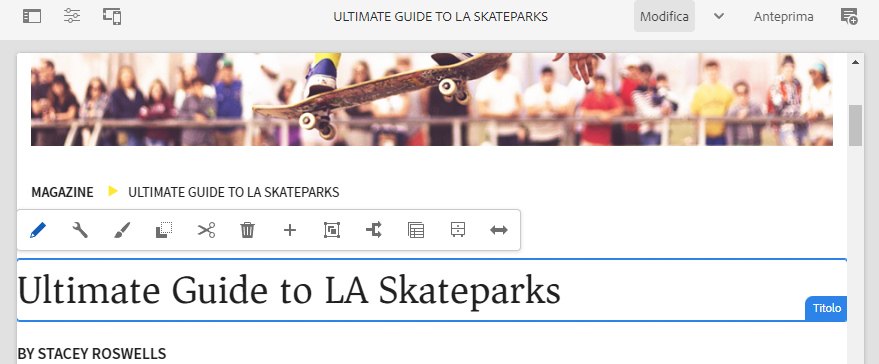 ULTIMATE GUIDE TO LA SKATEPARKS Modifica Anteprima
MAGAZINE ULTIMATE GUIDE TO LA SKATEPARKS
Ultimate Guide to LA Skateparks
Titolo
BY STACEY ROSWELLS